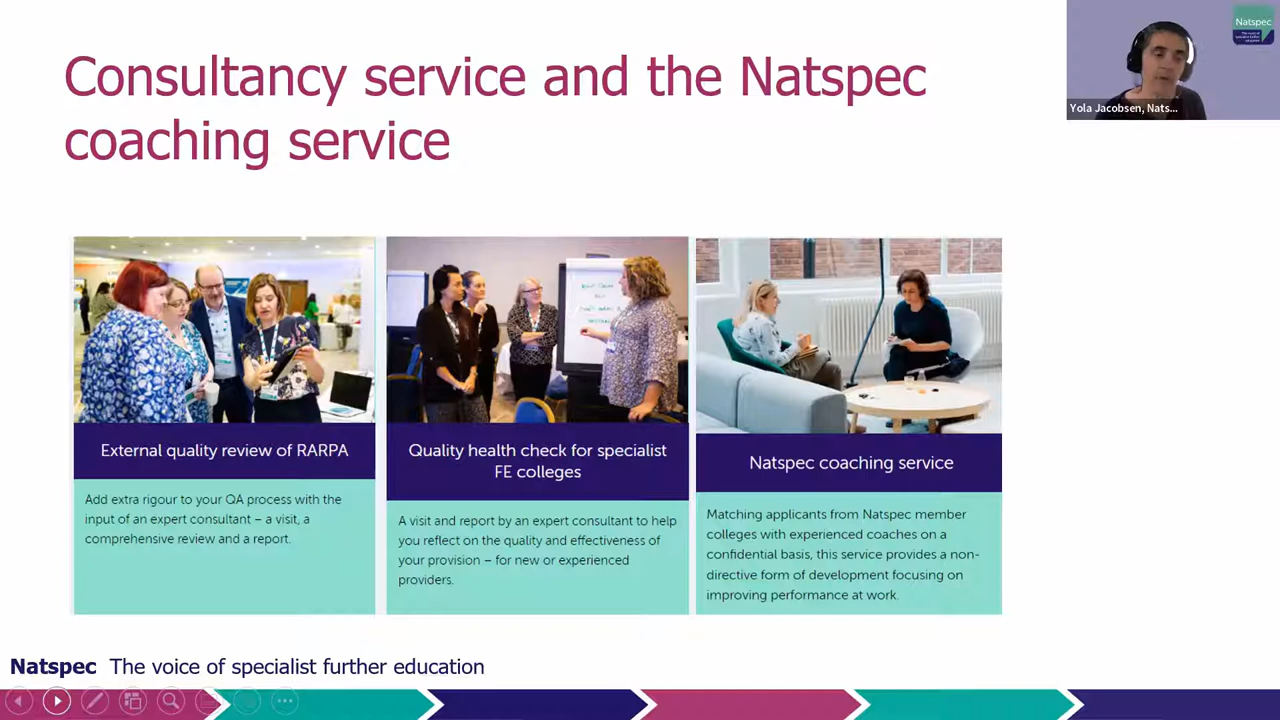 Consultancy service and the Natspec
coaching service
Natspec
Yola Jacobsen, Nats...
External quality review of RARPA
Add extra rigour to your QA process with the
input of an expert consultant – a visit, a
comprehensive review and a report.
Quality health check for specialist
FE colleges
A visit and report by an expert consultant to help
you reflect on the quality and effectiveness of
your provision – for new or experienced
providers.
Natspec coaching service
Matching applicants from Natspec member
colleges with experienced coaches on a
confidential basis, this service provides a non-
directive form of development focusing on
improving performance at work.
Natspec The voice of specialist further education